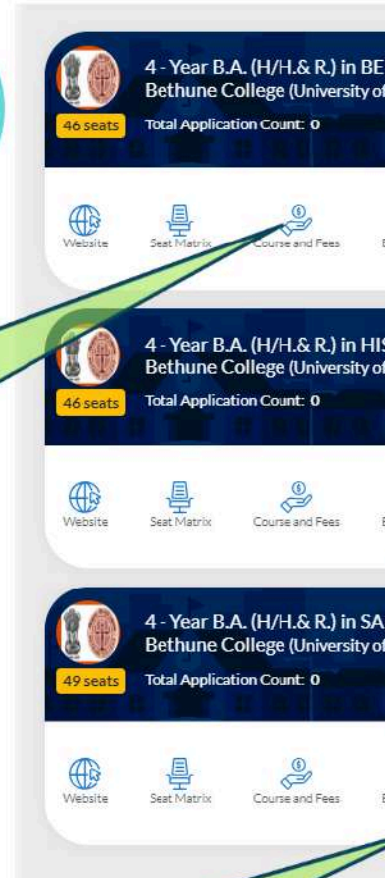 4 - Year B.A. (H/H.& R.) in BE
Bethune College (University of
46 seats
Total Application Count: 0
Website
Seat Matrix
Course and Fees
4 - Year B.A. (H/H.& R.) in HIS
Bethune College (University of
46 seats
Total Application Count: 0
Website
Seat Matrix
Course and Fees
4 - Year B.A. (H/H.& R.) in SA
Bethune College (University of
49 seats
Total Application Count: 0
Website
Seat Matrix
Course and Fees